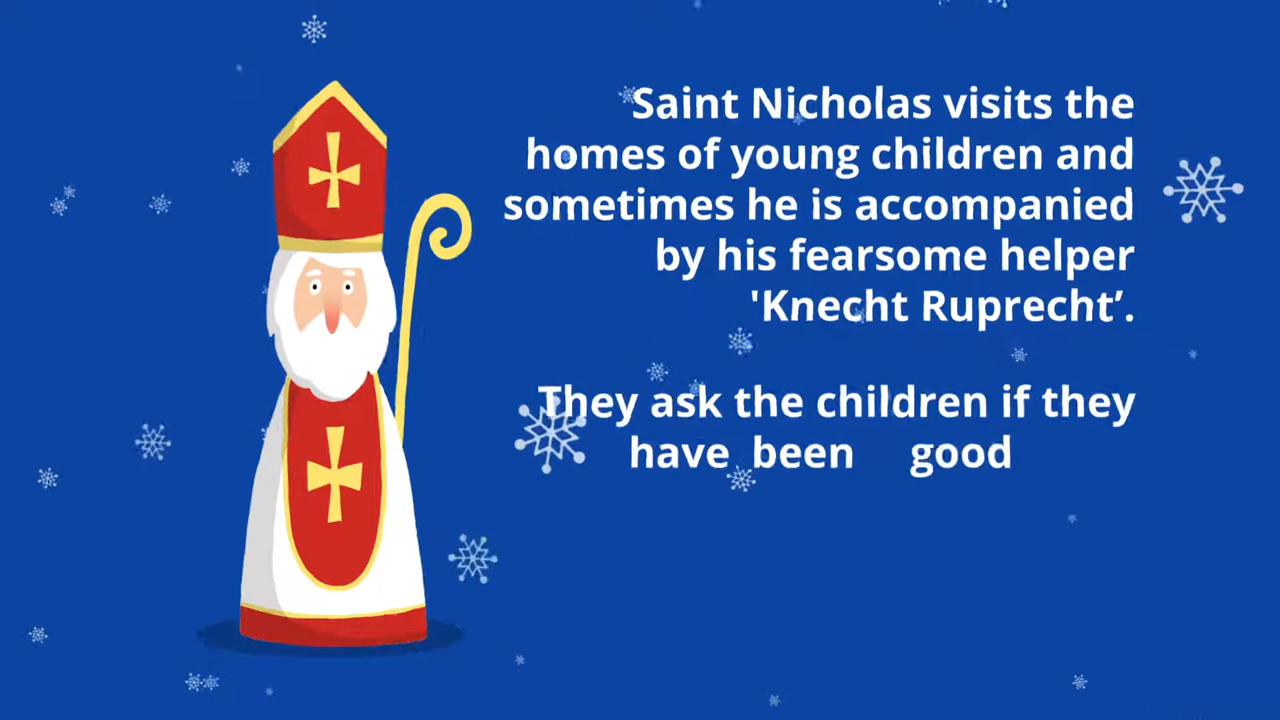 Saint Nicholas visits the
homes of young children and
sometimes he is accompanied
by his fearsome helper
'Knecht Ruprecht’.
They ask the children if they
have been good